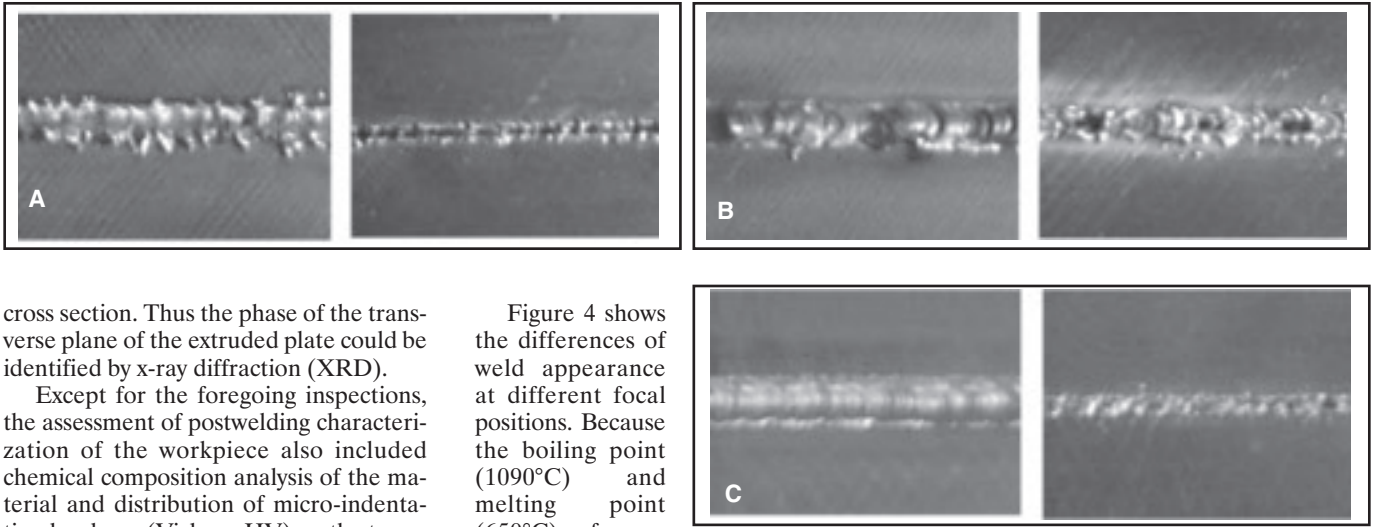 A
B
cross section. Thus the phase of the trans-
verse plane of the extruded plate could be
identified by x-ray diffraction (XRD).
Except for the foregoing inspections,
the assessment of postwelding characteri-
zation of the workpiece also included
chemical composition analysis of the ma-
terial and distribution of micro-indenta-
Figure 4 shows
the differences of
weld appearance
at different focal
positions. Because
the boiling point
(1090°C) and
melting point
C